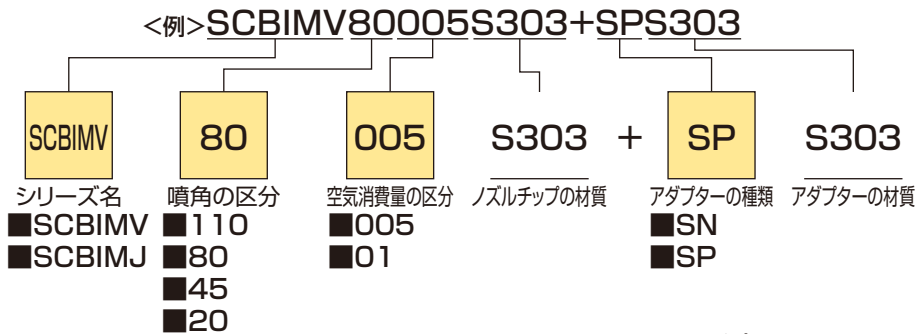 <例>SCBIMV80005S303+SPS303
SCBIMV 80 005 S303 + SP S303
シリーズ名 噴角の区分 空気消費量の区分 ノズルチップの材質 アダプターの種類 アダプターの材質
■SCBIMV ■110 ■005 ■SN
■SCBIMJ ■80 ■01 ■SP
■45
■20